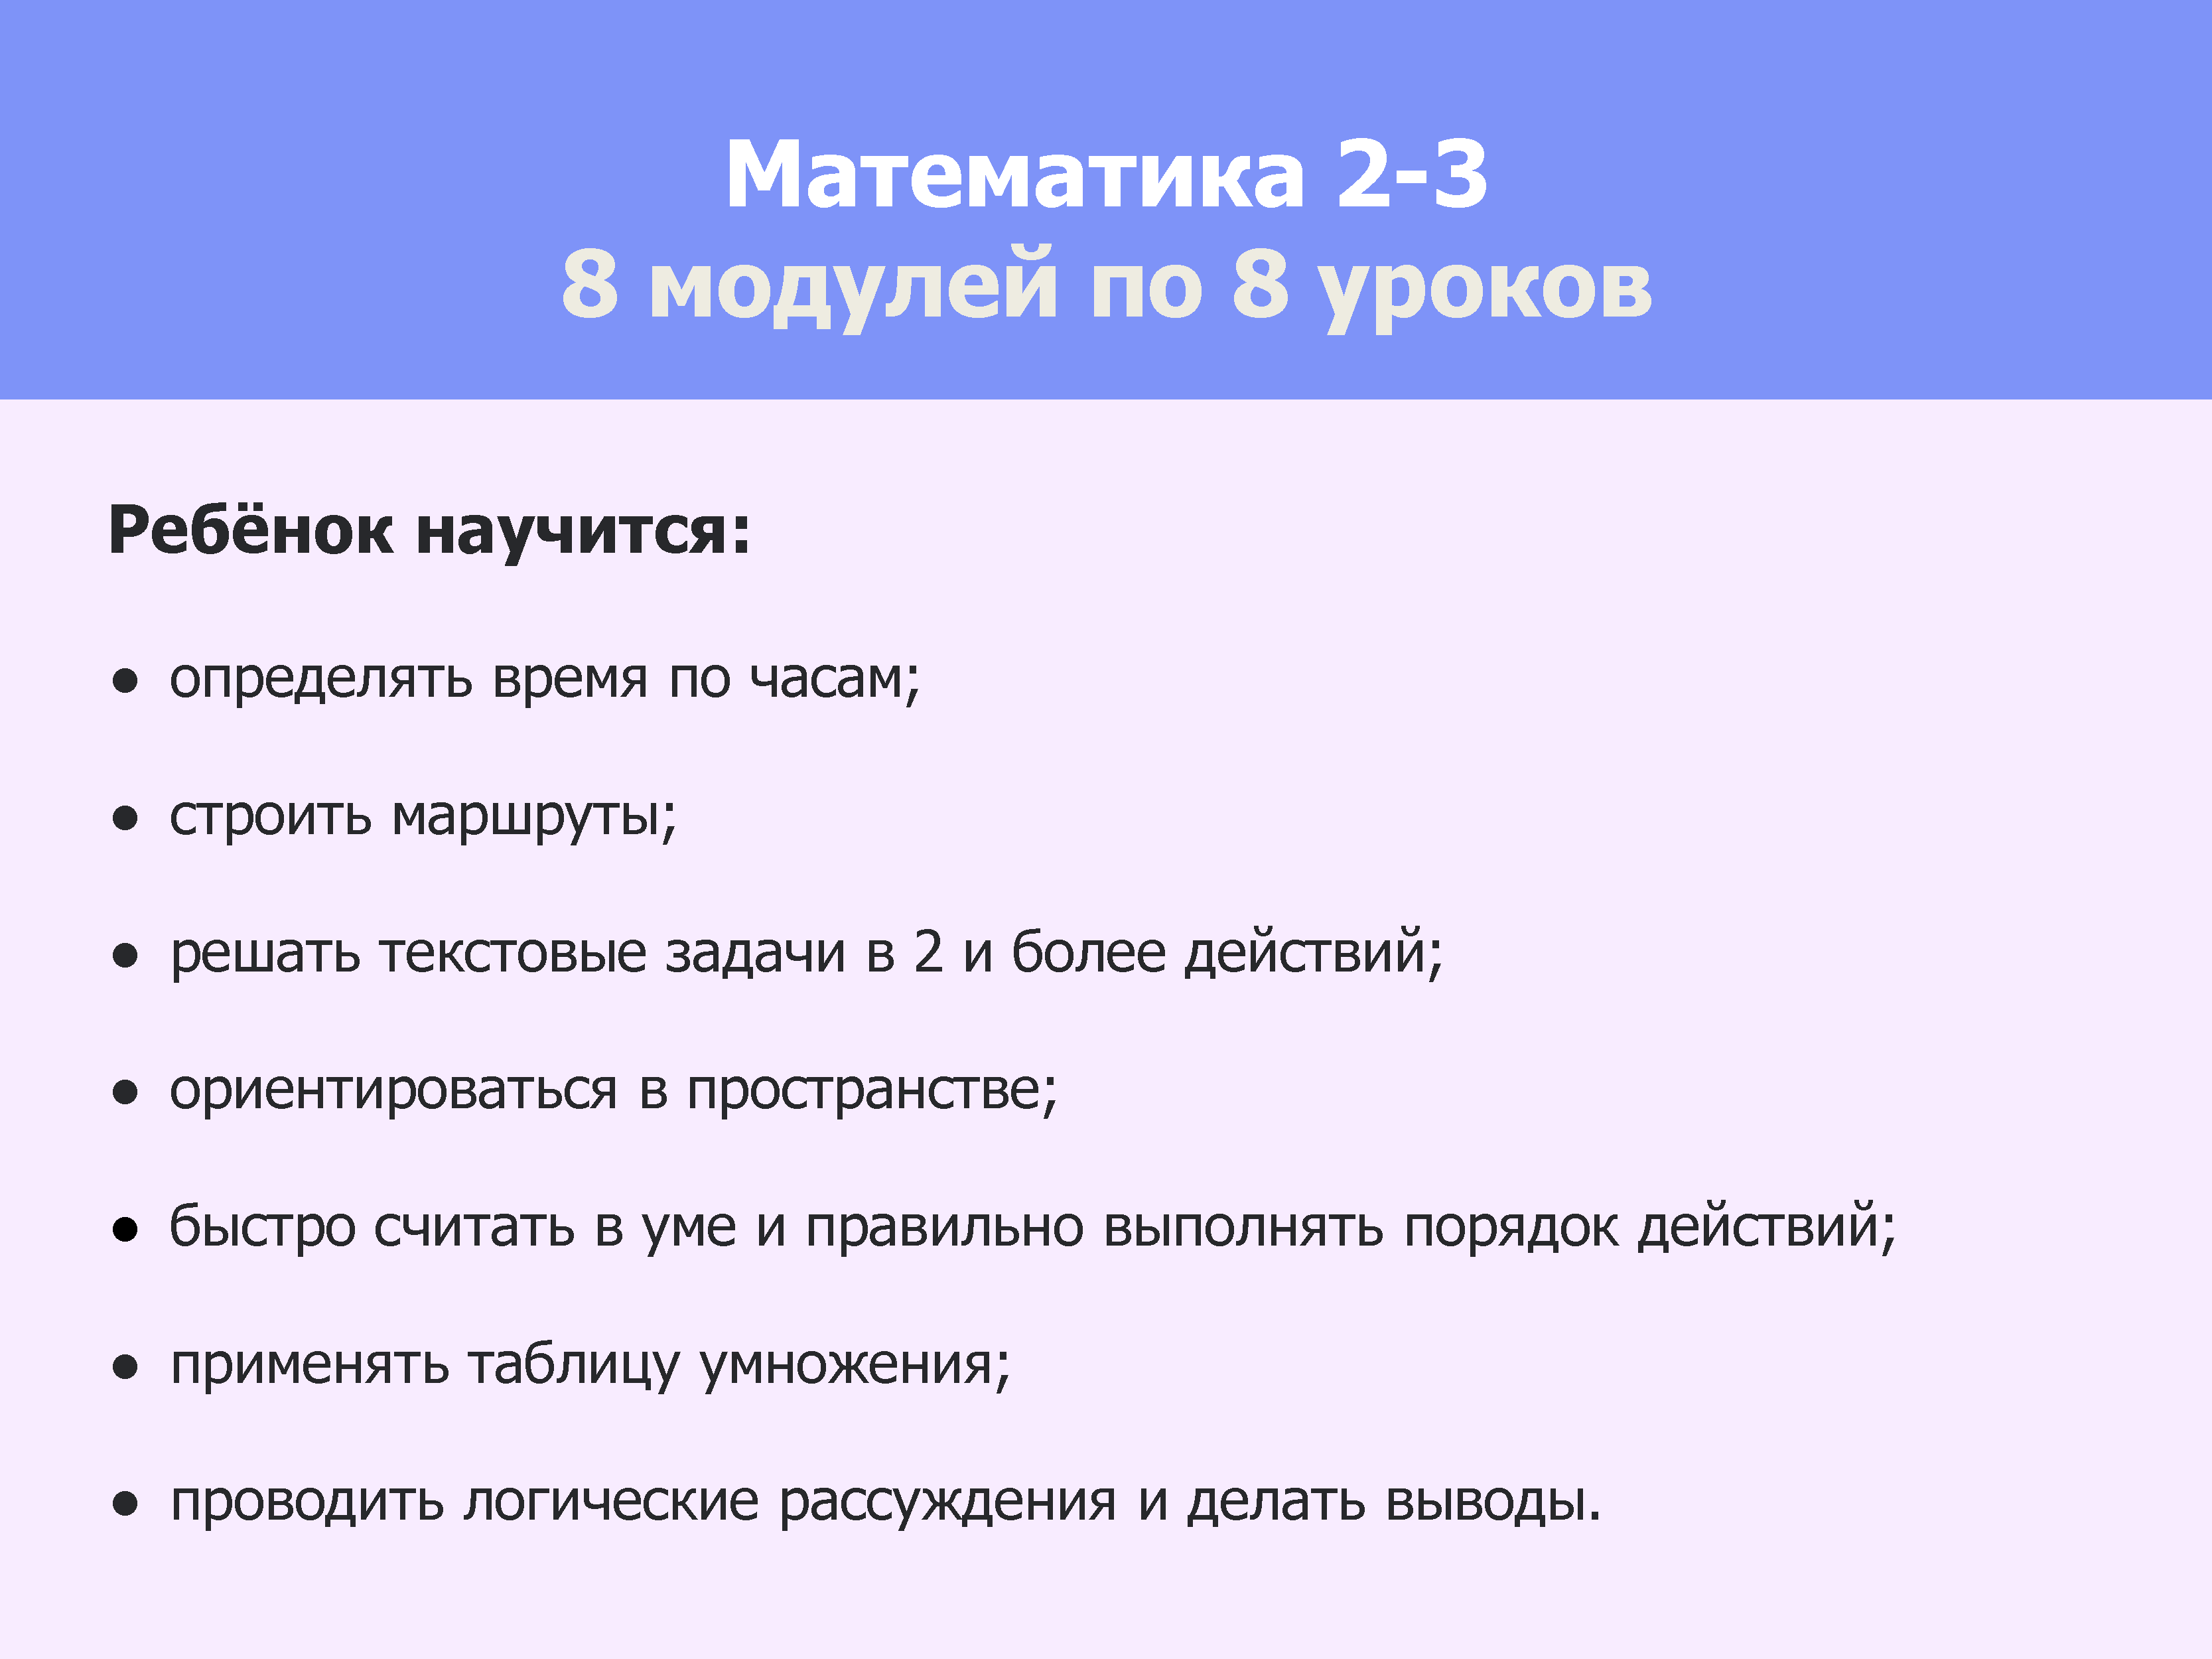 Математика 2-3
8 модулей по 8 уроков
Ребёнок научится:
● определять время по часам;
● строить маршруты;
● решать текстовые задачи в 2 и более действий;
● ориентироваться в пространстве;
● быстро считать в уме и правильно выполнять порядок действий;
● применять таблицу умножения;
● проводить логические рассуждения и делать выводы.